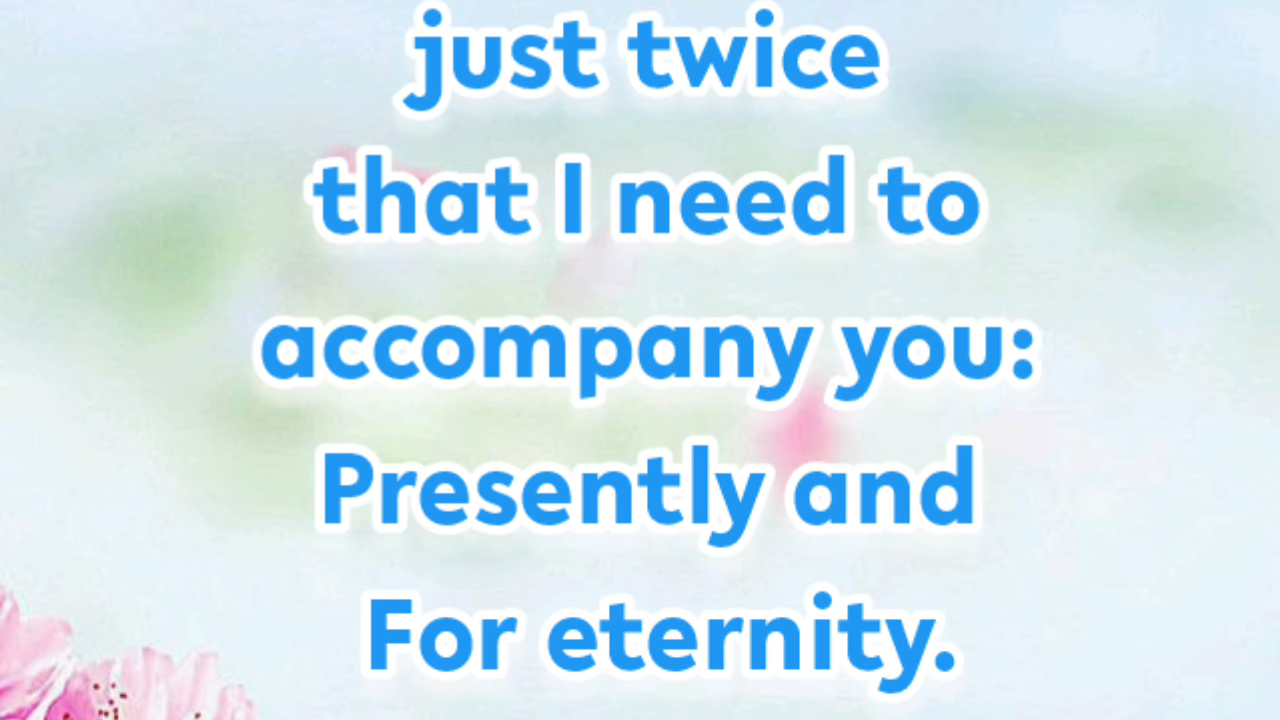 just twice
that I need to
accompany you:
Presently and
For eternity.